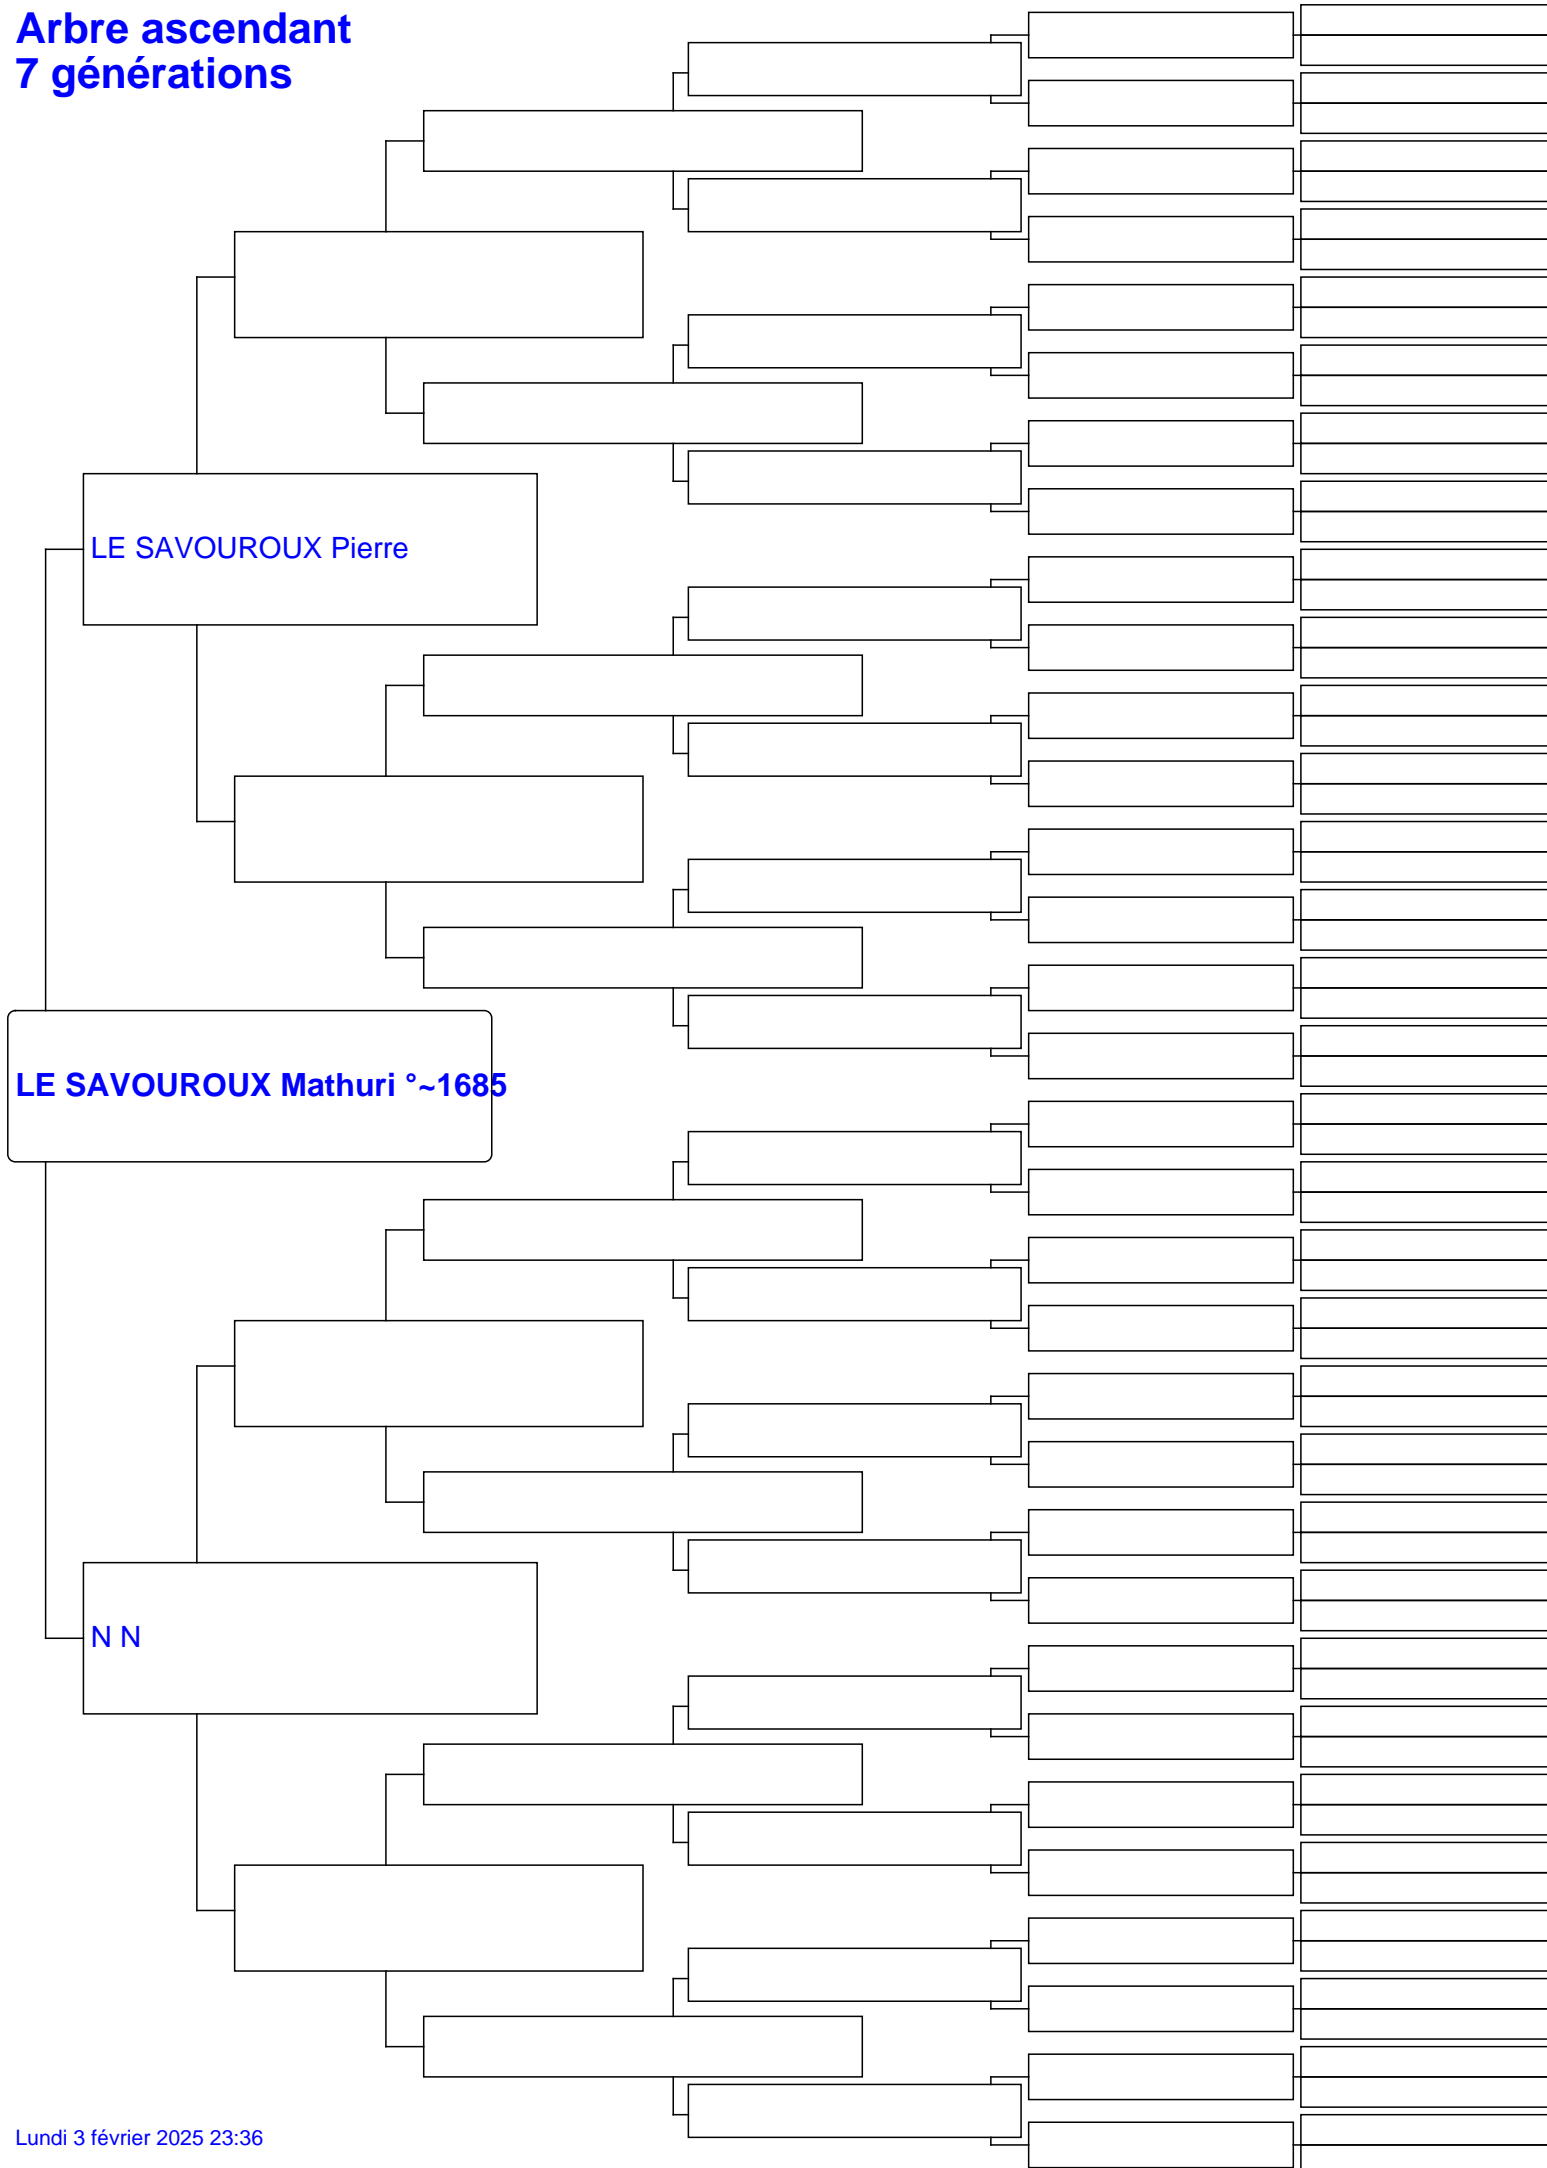 Arbre ascendant
7 générations
LE SAVOUROUX Pierre
LE SAVOUROUX Mathuri °~1685
N N
Lundi 3 février 2025 23:36